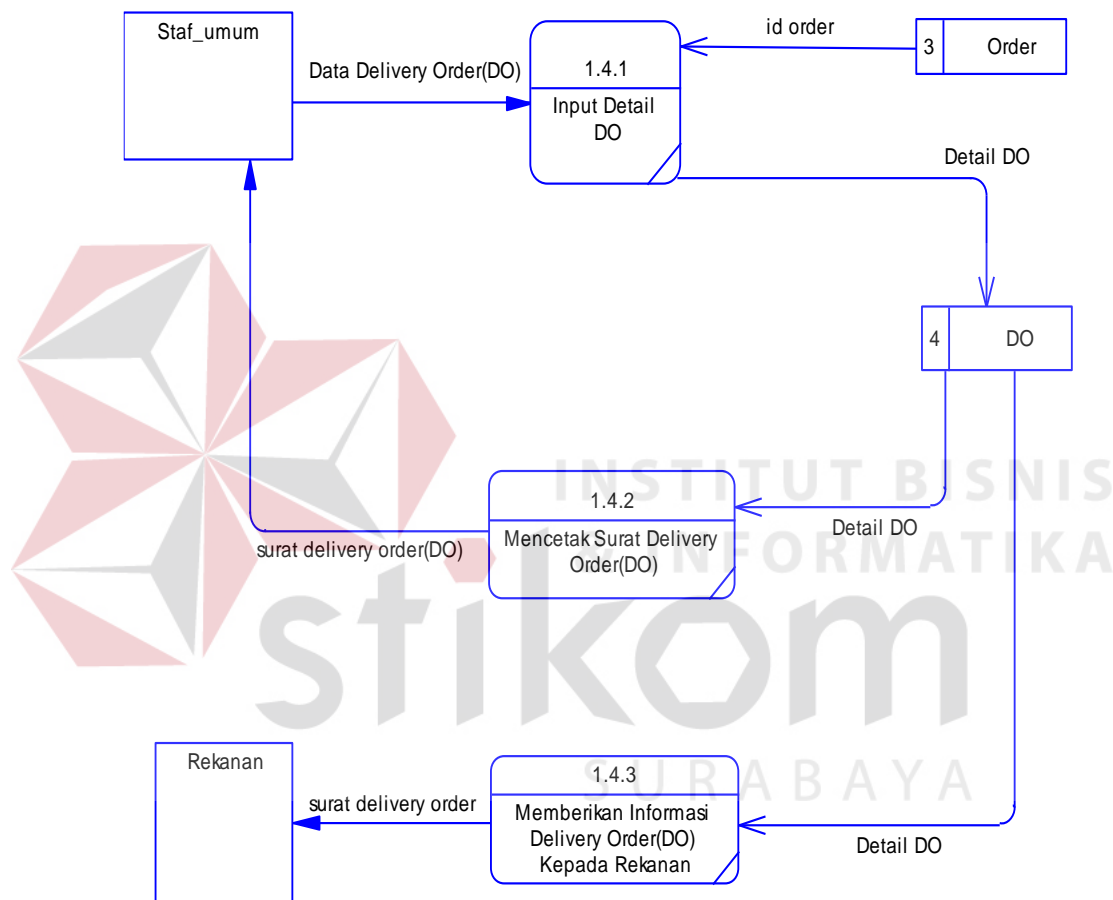 Staf_umum
Data Delivery Order(DO)
1.4.1
Input Detail
DO
id order
3 Order
Detail DO
4 DO
INSTITUT BISNIS
& INFORMATIKA
1.4.2
Mencetak Surat Delivery
Order(DO)
Detail DO
surat delivery order(DO)
stikom
SURABAYA
Rekanan
surat delivery order
1.4.3
Memberikan Informasi
Delivery Order(DO)
Kepada Rekanan
Detail DO